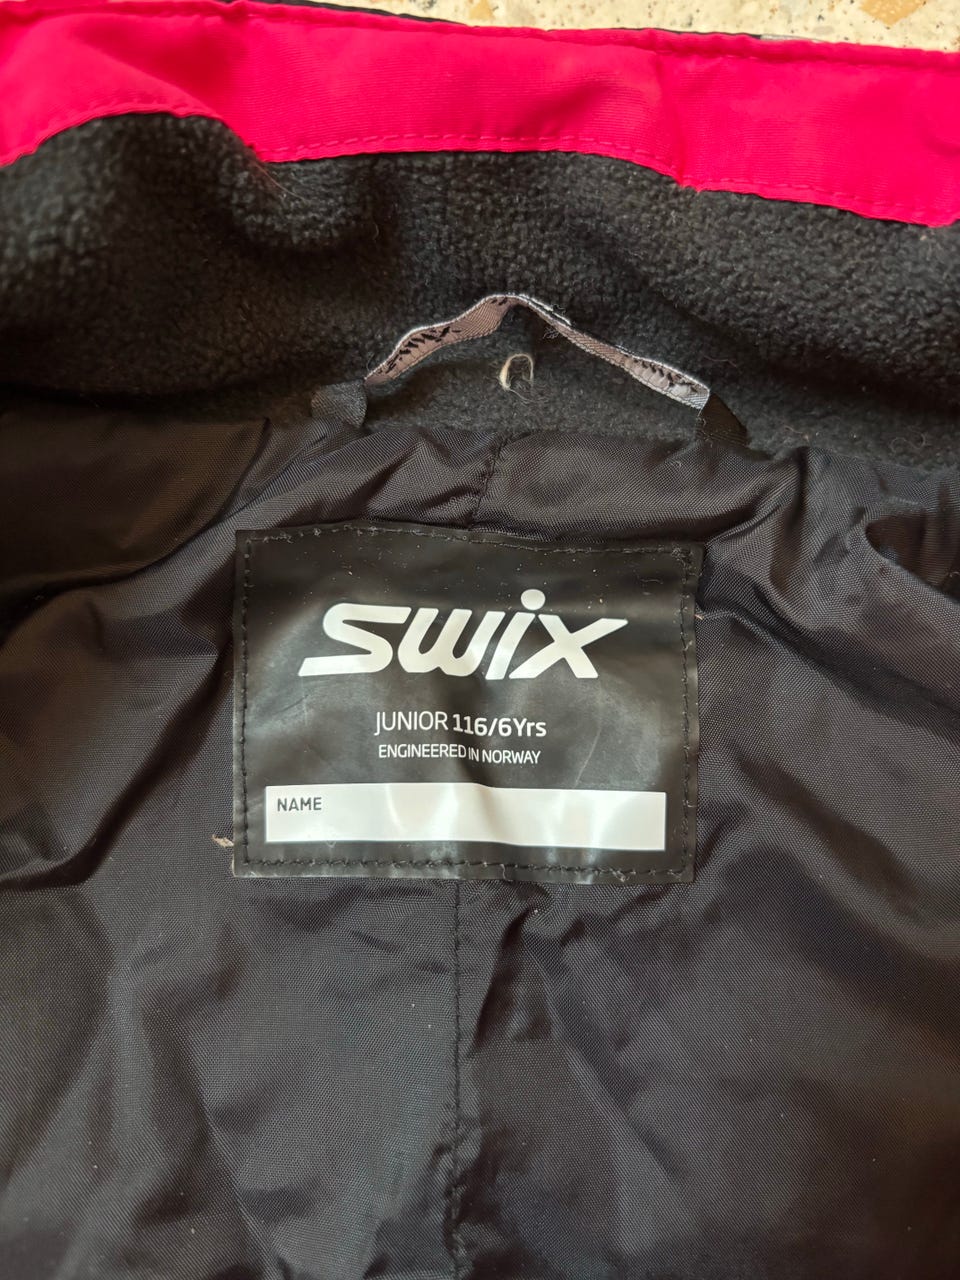 swix
JUNIOR 116/6Yrs
ENGINEERED IN NORWAY
NAME